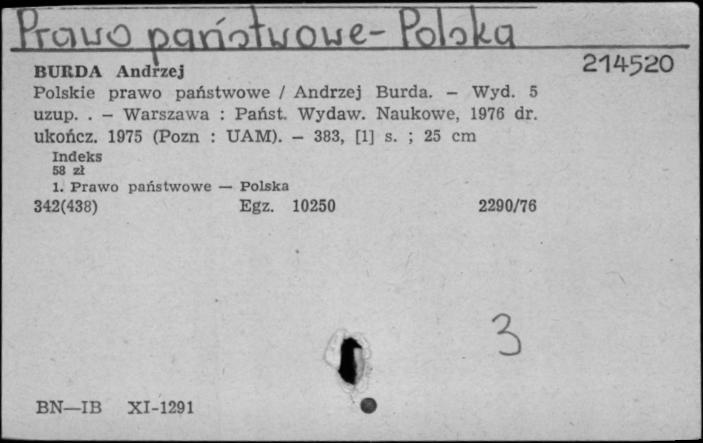 Prawo państwowe - Polska
214520
BURDA Andrzej
Polskie prawo państwowe / Andrzej Burda. – Wyd. 5
uzup. . – Warszawa : Państ. Wydaw. Naukowe, 1976 dr.
ukończ. 1975 (Pozn : UAM). – 383, [1] s. ; 25 cm
Indeks
58 zł
1. Prawo państwowe — Polska
342(438) Egz. 10250 2290/76
3
BN—IB XI-1291